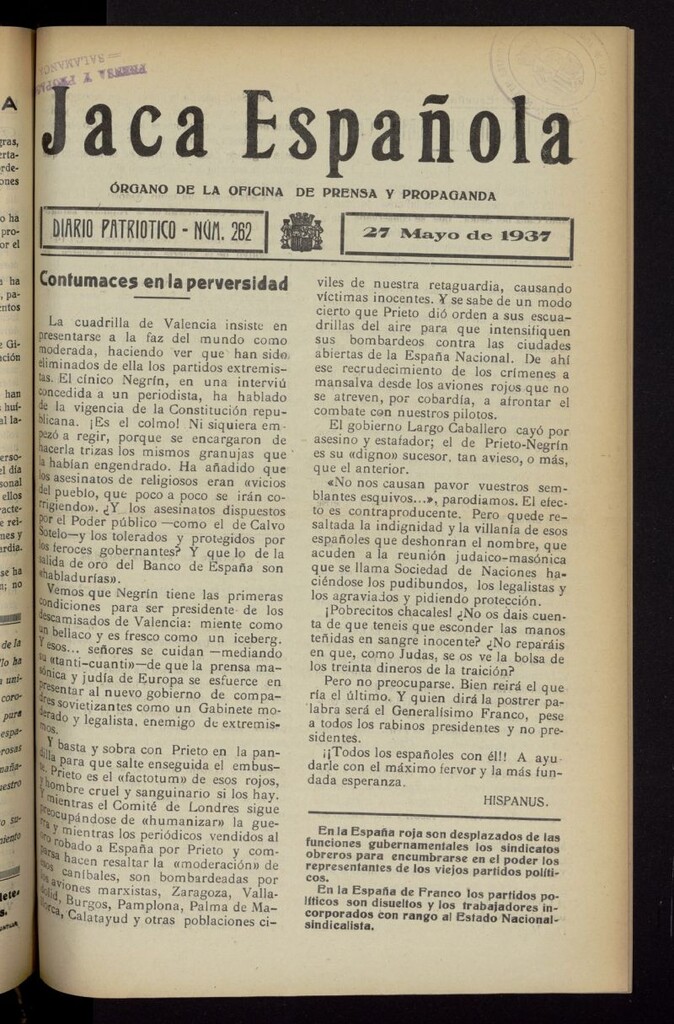 Jaca Española
ÓRGANO DE LA OFICINA DE PRENSA Y PROPAGANDA
DIARIO PATRIOTICO - NÚM. 262
27 Mayo de 1937
Contumaces en la perversidad
La cuadrilla de Valencia insiste en
presentarse a la faz del mundo como
moderada, haciendo ver que han sido
eliminados de ella los partidos extremis-
tas. El cínico Negrín, en una interviú
concedida a un periodista, ha hablado
de la vigencia de la Constitución repu-
blicana. ¡Es el colmo! Ni siquiera em-
pezó a regir, porque se encargaron de
hacerla trizas los mismos granujas que
la habían engendrado. Ha añadido que
los asesinatos de religiosos eran «vicios
del pueblo, que poco a poco se irán co-
rrigiendo». ¿Y los asesinatos dispuestos
por el Poder público —como el de Calvo
Sotelo—y los tolerados y protegidos por
los feroces gobernantes? Y que lo de la
salida de oro del Banco de España son
«habladurías».
Vemos que Negrín tiene las primeras
condiciones para ser presidente de los
descamisados de Valencia: miente como
un bellaco y es fresco como un iceberg.
Y esos... señores se cuidan —mediando
su «tanti-cuanti»—de que la prensa ma-
sónica y judía de Europa se esfuerce en
presentar al nuevo gobierno de compa-
dres sovietizantes como un Gabinete mo-
derado y legalista, enemigo de extremis-
mos.
Y basta y sobra con Prieto en la pan-
dilla para que salte enseguida el embus-
te. Prieto es el «factotum» de esos rojos,
y hombre cruel y sanguinario si los hay.
Y mientras el Comité de Londres sigue
preocupándose de «humanizar» la gue-
rra y mientras los periódicos vendidos al
oro robado a España por Prieto y com-
parsa hacen resaltar la «moderación» de
esos caníbales, son bombardeadas por
los aviones marxistas, Zaragoza, Valla-
dolid, Burgos, Pamplona, Palma de Ma-
llorca, Calatayud y otras poblaciones ci-
viles de nuestra retaguardia, causando
víctimas inocentes. Y se sabe de un modo
cierto que Prieto dió orden a sus escua-
drillas del aire para que intensifiquen
sus bombardeos contra las ciudades
abiertas de la España Nacional. De ahí
ese recrudecimiento de los crímenes a
mansalva desde los aviones rojos que no
se atreven, por cobardía, a afrontar el
combate con nuestros pilotos.
El gobierno Largo Caballero cayó por
asesino y estafador; el de Prieto-Negrín
es su «digno» sucesor, tan avieso, o más,
que el anterior.
«No nos causan pavor vuestros sem-
blantes esquivos...», parodiamos. El efec-
to es contraproducente. Pero quede re-
saltada la indignidad y la villanía de esos
españoles que deshonran el nombre, que
acuden a la reunión judaico-masónica
que se llama Sociedad de Naciones ha-
ciéndose los pudibundos, los legalistas y
los agraviados y pidiendo protección.
¡Pobrecitos chacales! ¿No os dais cuen-
ta de que teneis que esconder las manos
teñidas en sangre inocente? ¿No reparáis
en que, como Judas, se os ve la bolsa de
los treinta dineros de la traición?
Pero no preocuparse. Bien reirá el que
ría el último. Y quien dirá la postrer pa-
labra será el Generalísimo Franco, pese
a todos los rabinos presidentes y no pre-
sidentes.
¡¡Todos los españoles con él!! A ayu-
darle con el máximo fervor y la más fun-
dada esperanza.
HISPANUS.
En la España roja son desplazados de las
funciones gubernamentales los sindicatos
obreros para encumbrarse en el poder los
representantes de los viejos partidos políti-
cos.
En la España de Franco los partidos po-
líticos son disueltos y los trabajadores in-
corporados con rango al Estado Nacional-
sindicalista.
PRENSA Y PROPA
SALAMANCA